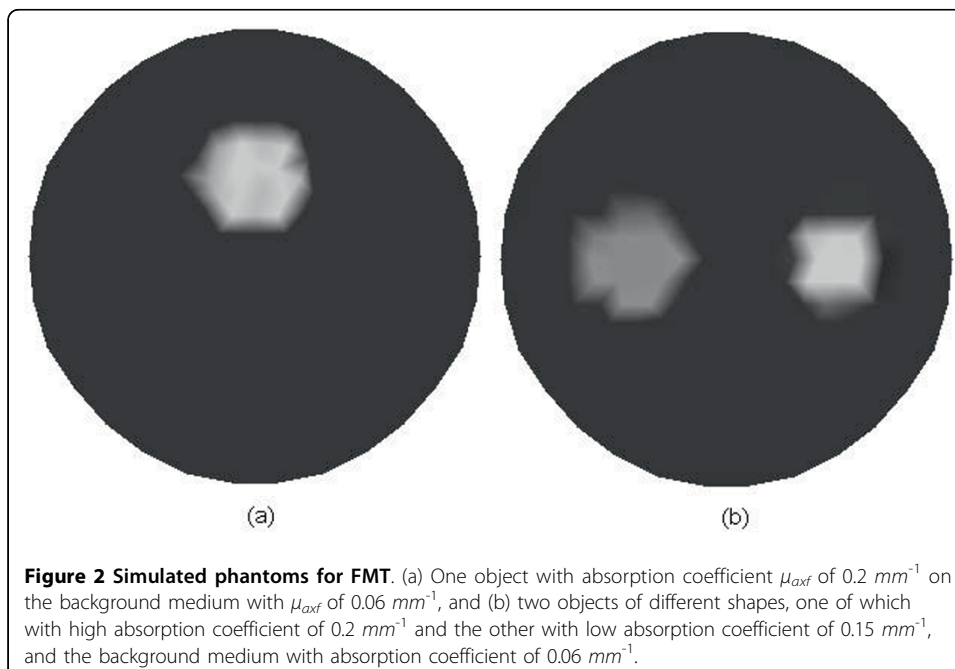 (a)
(b)
Figure 2 Simulated phantoms for FMT. (a) One object with absorption coefficient μaxf of 0.2 mm-1 on
the background medium with μaxf of 0.06 mm-1, and (b) two objects of different shapes, one of which
with high absorption coefficient of 0.2 mm-1 and the other with low absorption coefficient of 0.15 mm-1,
and the background medium with absorption coefficient of 0.06 mm-1.